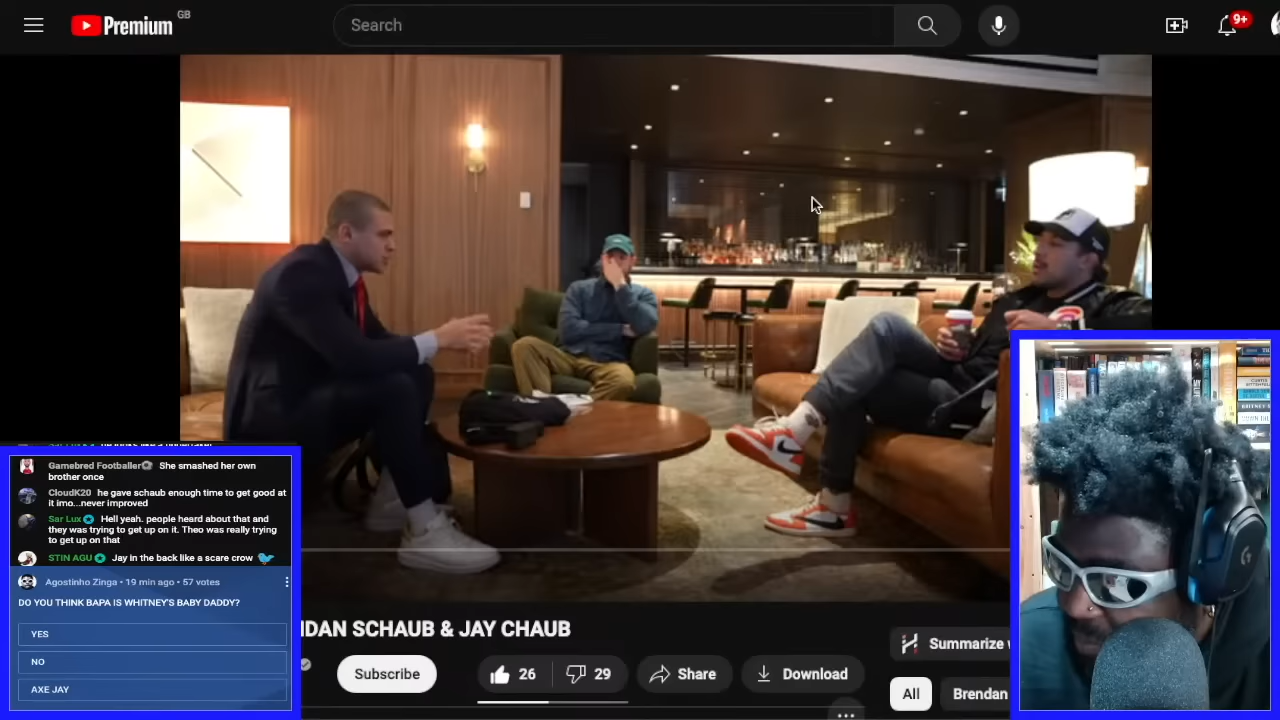 Premium
GB
Search
9+
Gamebred Footballer She smashed her own
brother once
CloudK20 he gave schaub enough time to get good at
it imo...never improved
Sar Lux Hell yeah. people heard about that and
they was trying to get up on it. Theo was really trying
to get up on that
STIN AGU Jay in the back like a scare crow
Agostinho Zinga • 19 min ago • 57 votes
DO YOU THINK BAPA IS WHITNEY'S BABY DADDY?
YES
NO
AXE JAY
DAN SCHAUB & JAY CHAUB
Subscribe
26
29
Share
Download
Summarize
All
Brendan